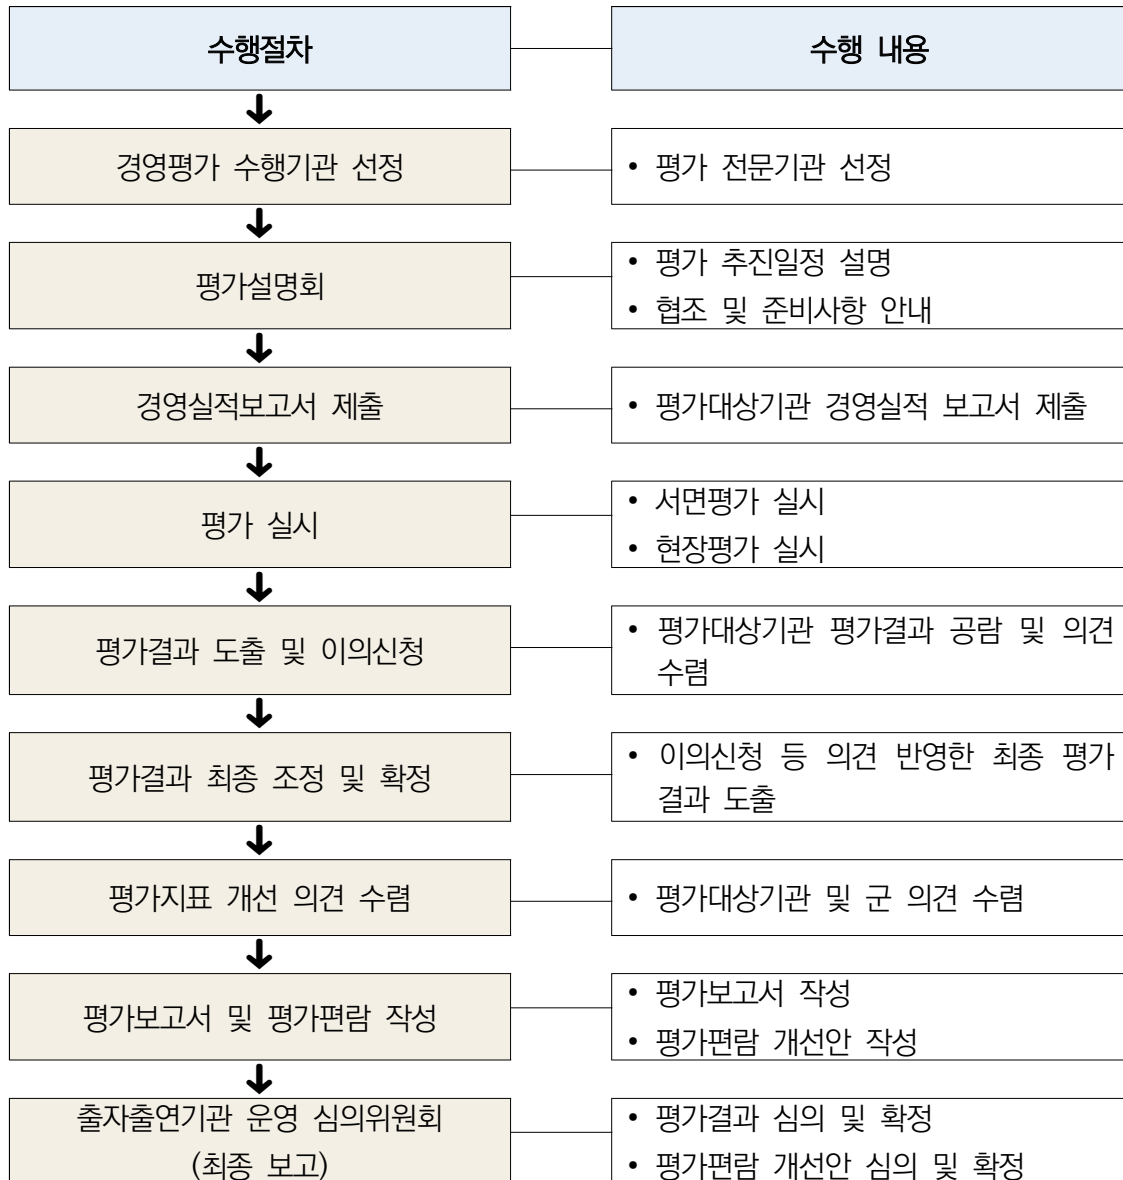 수행절차
수행 내용
경영평가 수행기관 선정
• 평가 전문기관 선정
평가설명회
• 평가 추진일정 설명
• 협조 및 준비사항 안내
경영실적보고서 제출
• 평가대상기관 경영실적 보고서 제출
평가 실시
• 서면평가 실시
• 현장평가 실시
평가결과 도출 및 이의신청
• 평가대상기관 평가결과 공람 및 의견
수렴
평가결과 최종 조정 및 확정
• 이의신청 등 의견 반영한 최종 평가
결과 도출
평가지표 개선 의견 수렴
• 평가대상기관 및 군 의견 수렴
평가보고서 및 평가편람 작성
• 평가보고서 작성
• 평가편람 개선안 작성
출자출연기관 운영 심의위원회
(최종 보고)
• 평가결과 심의 및 확정
• 평가편람 개선안 심의 및 확정